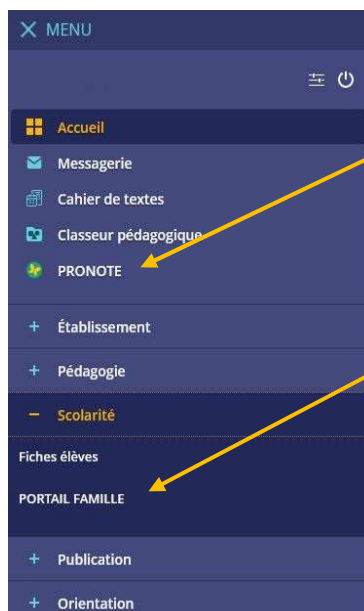 MENU
Accueil
Messagerie
Cahier de textes
Classeur pédagogique
PRONOTE
+ Établissement
+ Pédagogie
− Scolarité
Fiches élèves
PORTAIL FAMILLE
+ Publication
+ Orientation